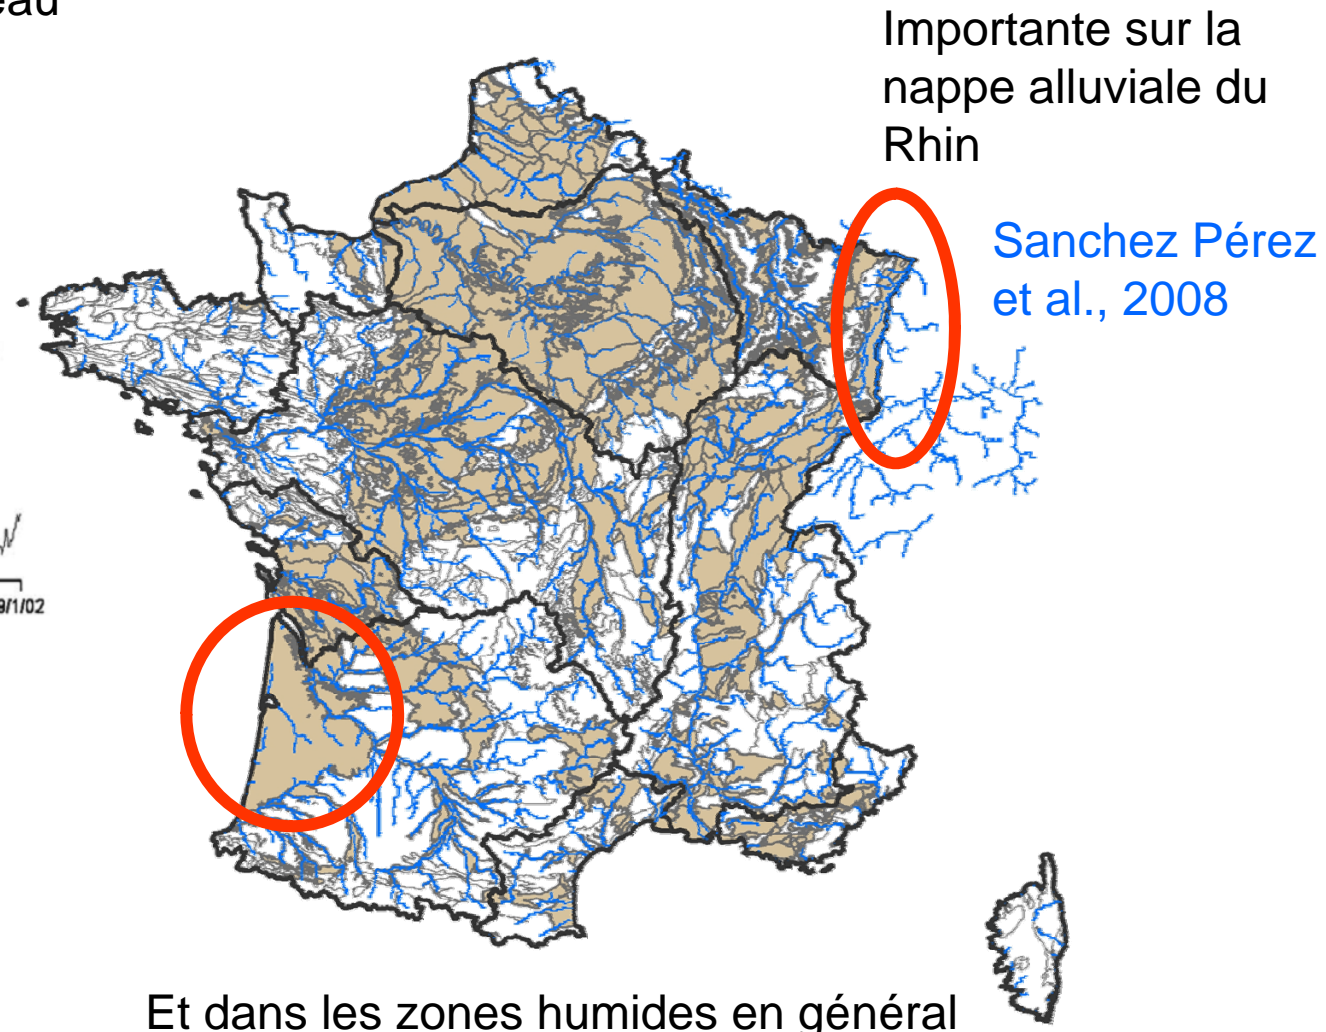 Importante sur la
nappe alluviale du
Rhin
Sanchez Pérez
et al., 2008
Et dans les zones humides en général